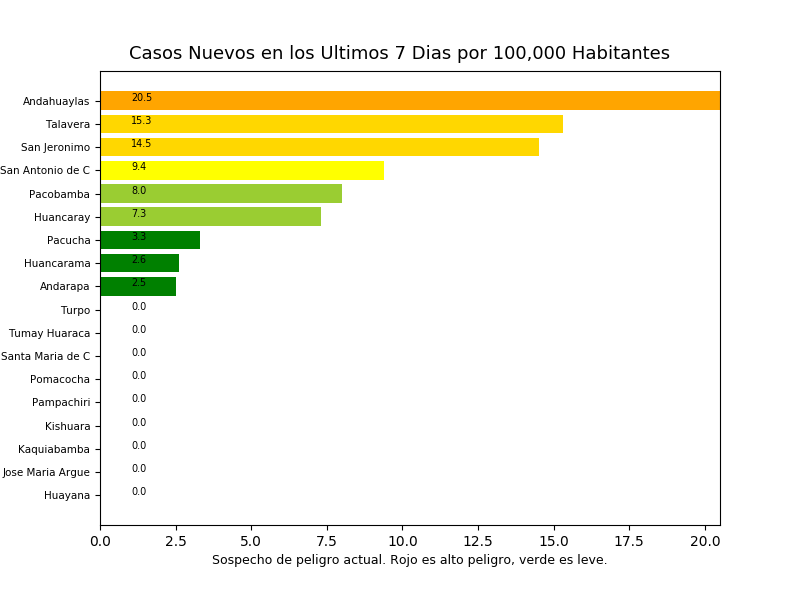 Casos Nuevos en los Ultimos 7 Dias por 100,000 Habitantes
Andahuaylas 20.5
Talavera 15.3
San Jeronimo 14.5
San Antonio de C 9.4
Pacobamba 8.0
Huancaray 7.3
Pacucha 3.3
Huancarama 2.6
Andarapa 2.5
Turpo 0.0
Tumay Huaraca 0.0
Santa Maria de C 0.0
Pomacocha 0.0
Pampachiri 0.0
Kishuara 0.0
Kaquiabamba 0.0
Jose Maria Argue 0.0
Huayana 0.0
0.0 2.5 5.0 7.5 10.0 12.5 15.0 17.5 20.0
Sospecho de peligro actual. Rojo es alto peligro, verde es leve.